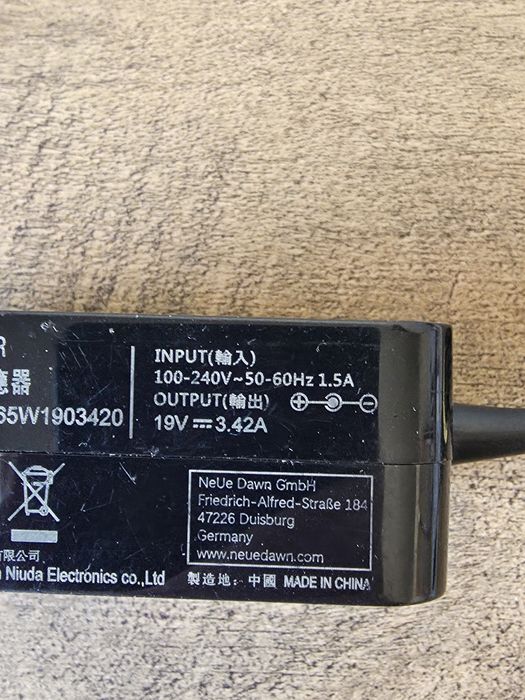 R
應器
65W1903420
INPUT(輸入)
100-240V~50-60Hz 1.5A
OUTPUT(輸出)
19V 3.42A
NeUe Dawn GmbH
Friedrich-Alfred-Straße 184
47226 Duisburg
Germany
www.neuedawn.com
有限公司
n Niuda Electronics co.,Ltd
製造地: 中國 MADE IN CHINA